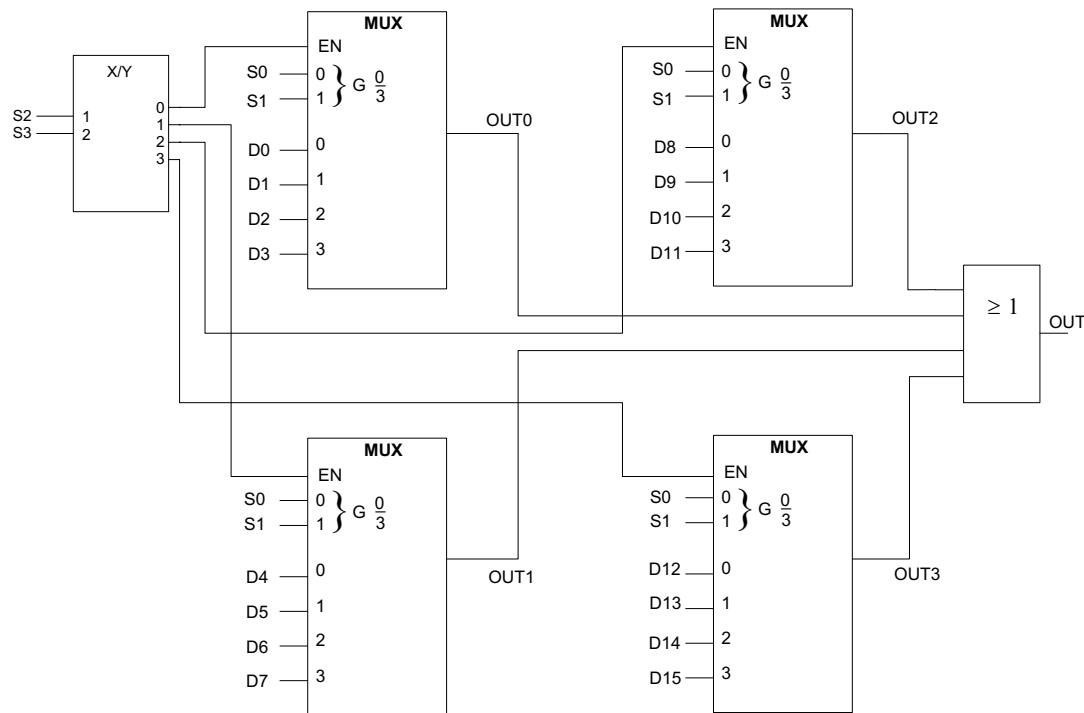 X/Y
S2
S3
1
2
0
1
2
3
MUX
EN
S0
S1
0
1
} G 0/3
D0
D1
D2
D3
0
1
2
3
OUT0
MUX
EN
S0
S1
0
1
} G 0/3
D8
D9
D10
D11
0
1
2
3
OUT2
≥ 1
OUT
MUX
EN
S0
S1
0
1
} G 0/3
D4
D5
D6
D7
0
1
2
3
OUT1
MUX
EN
S0
S1
0
1
} G 0/3
D12
D13
D14
D15
0
1
2
3
OUT3